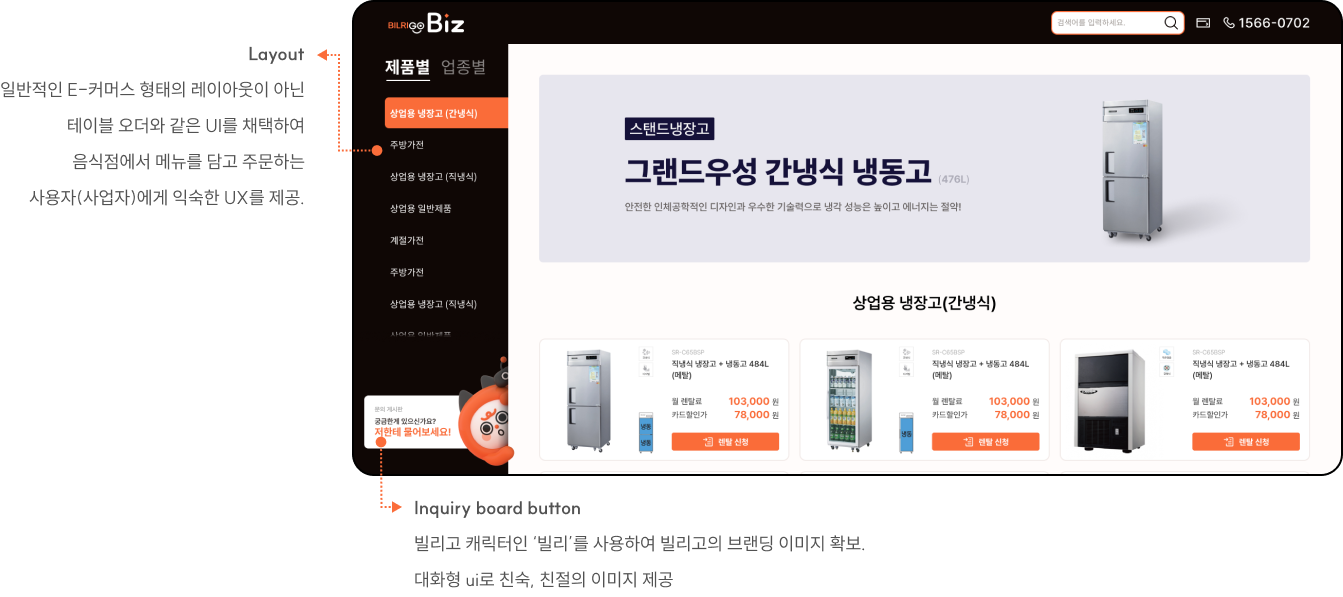 BILRIGO Biz
검색어를 입력하세요.
1566-0702
Layout
일반적인 E-커머스 형태의 레이아웃이 아닌
테이블 오더와 같은 UI를 채택하여
음식점에서 메뉴를 담고 주문하는
사용자(사업자)에게 익숙한 UX를 제공.
제품별 업종별
상업용 냉장고 (간냉식)
주방가전
상업용 냉장고 (직냉식)
상업용 일반제품
계절가전
주방가전
상업용 냉장고 (직냉식)
상업용 일반제품
문의 게시판
궁금한게 있으신가요?
저한테 물어보세요!
스탠드냉장고
그랜드우성 간냉식 냉동고 (476L)
안전한 인체공학적인 디자인과 우수한 기술력으로 냉각 성능은 높이고 에너지는 절약!
상업용 냉장고(간냉식)
SR-C65BSP
직냉식 냉장고 + 냉동고 484L
(메탈)
월 렌탈료 103,000 원
카드할인가 78,000 원
냉동
냉동
렌탈 신청
SR-C65BSP
직냉식 냉장고 + 냉동고 484L
(메탈)
월 렌탈료 103,000 원
카드할인가 78,000 원
냉동
렌탈 신청
SR-C65BSP
직냉식 냉장고 + 냉동고 484L
(메탈)
월 렌탈료 103,000 원
카드할인가 78,000 원
렌탈 신청
Inquiry board button
빌리고 캐릭터인 '빌리'를 사용하여 빌리고의 브랜딩 이미지 확보.
대화형 ui로 친숙, 친절의 이미지 제공